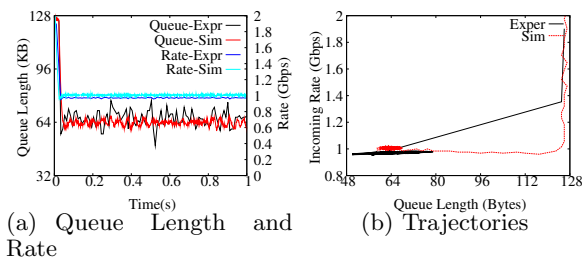 128
96
64
32
Queue Length (KB)
0
0.2
0.4
0.6
0.8
1
Time(s)
2
1.8
1.6
1.4
1.2
1
0.8
0.6
0.4
0.2
0
Rate (Gbps)
Queue-Expr
Queue-Sim
Rate-Expr
Rate-Sim
(a) Queue Length and
Rate
2
1.8
1.6
1.4
1.2
1
0.8
Incoming Rate (Gbps)
48
64
80
96
112
128
Queue Length (Bytes)
Exper
Sim
(b) Trajectories